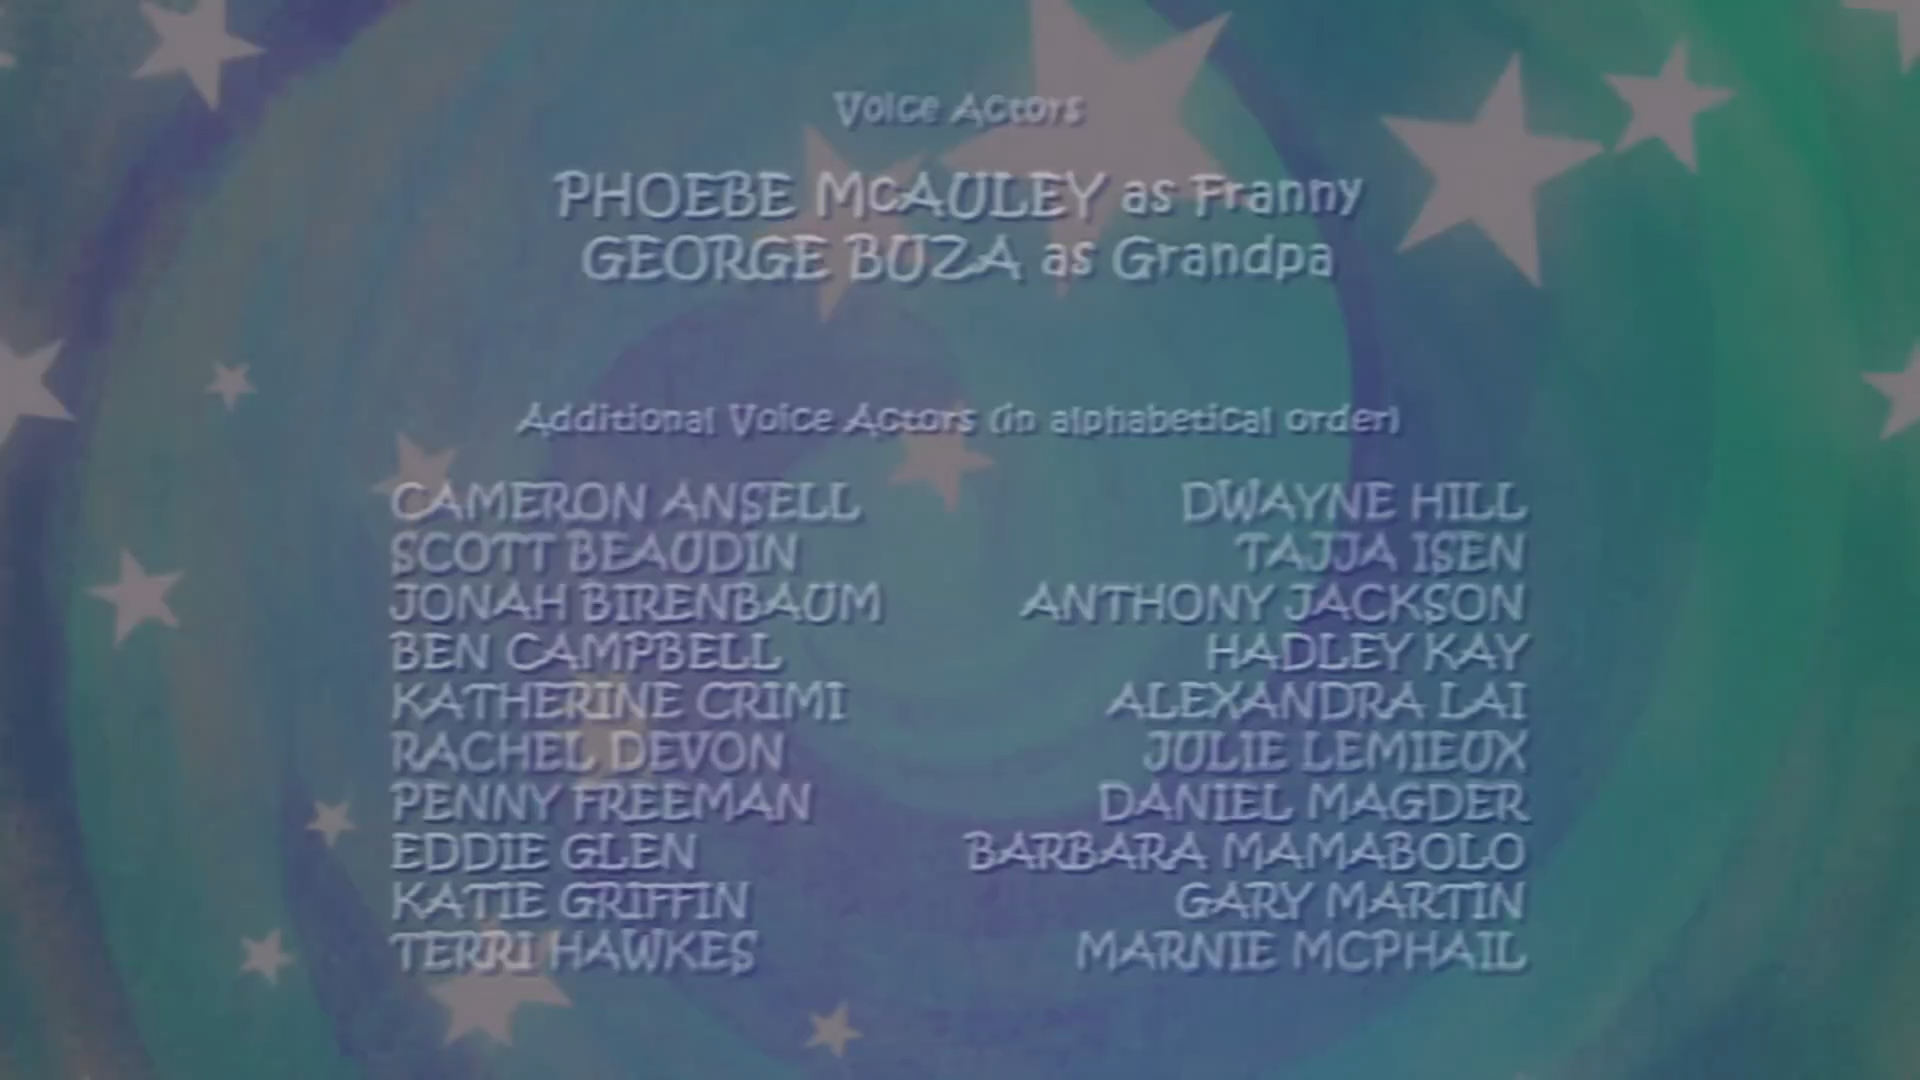 Voice Actors
PHOEBE McAULEY as Franny
GEORGE BUZA as Grandpa
Additional Voice Actors (in alphabetical order)
CAMERON ANSELL DWAYNE HILL
SCOTT BEAUDIN TAJJA ISEN
JONAH BIRENBAUM ANTHONY JACKSON
BEN CAMPBELL HADLEY KAY
KATHERINE CRIMI ALEXANDRA LAI
RACHEL DEVON JULIE LEMIEUX
PENNY FREEMAN DANIEL MAGDER
EDDIE GLEN BARBARA MAMABOLO
KATIE GRIFFIN GARY MARTIN
TERRI HAWKES MARNIE MCPHAIL